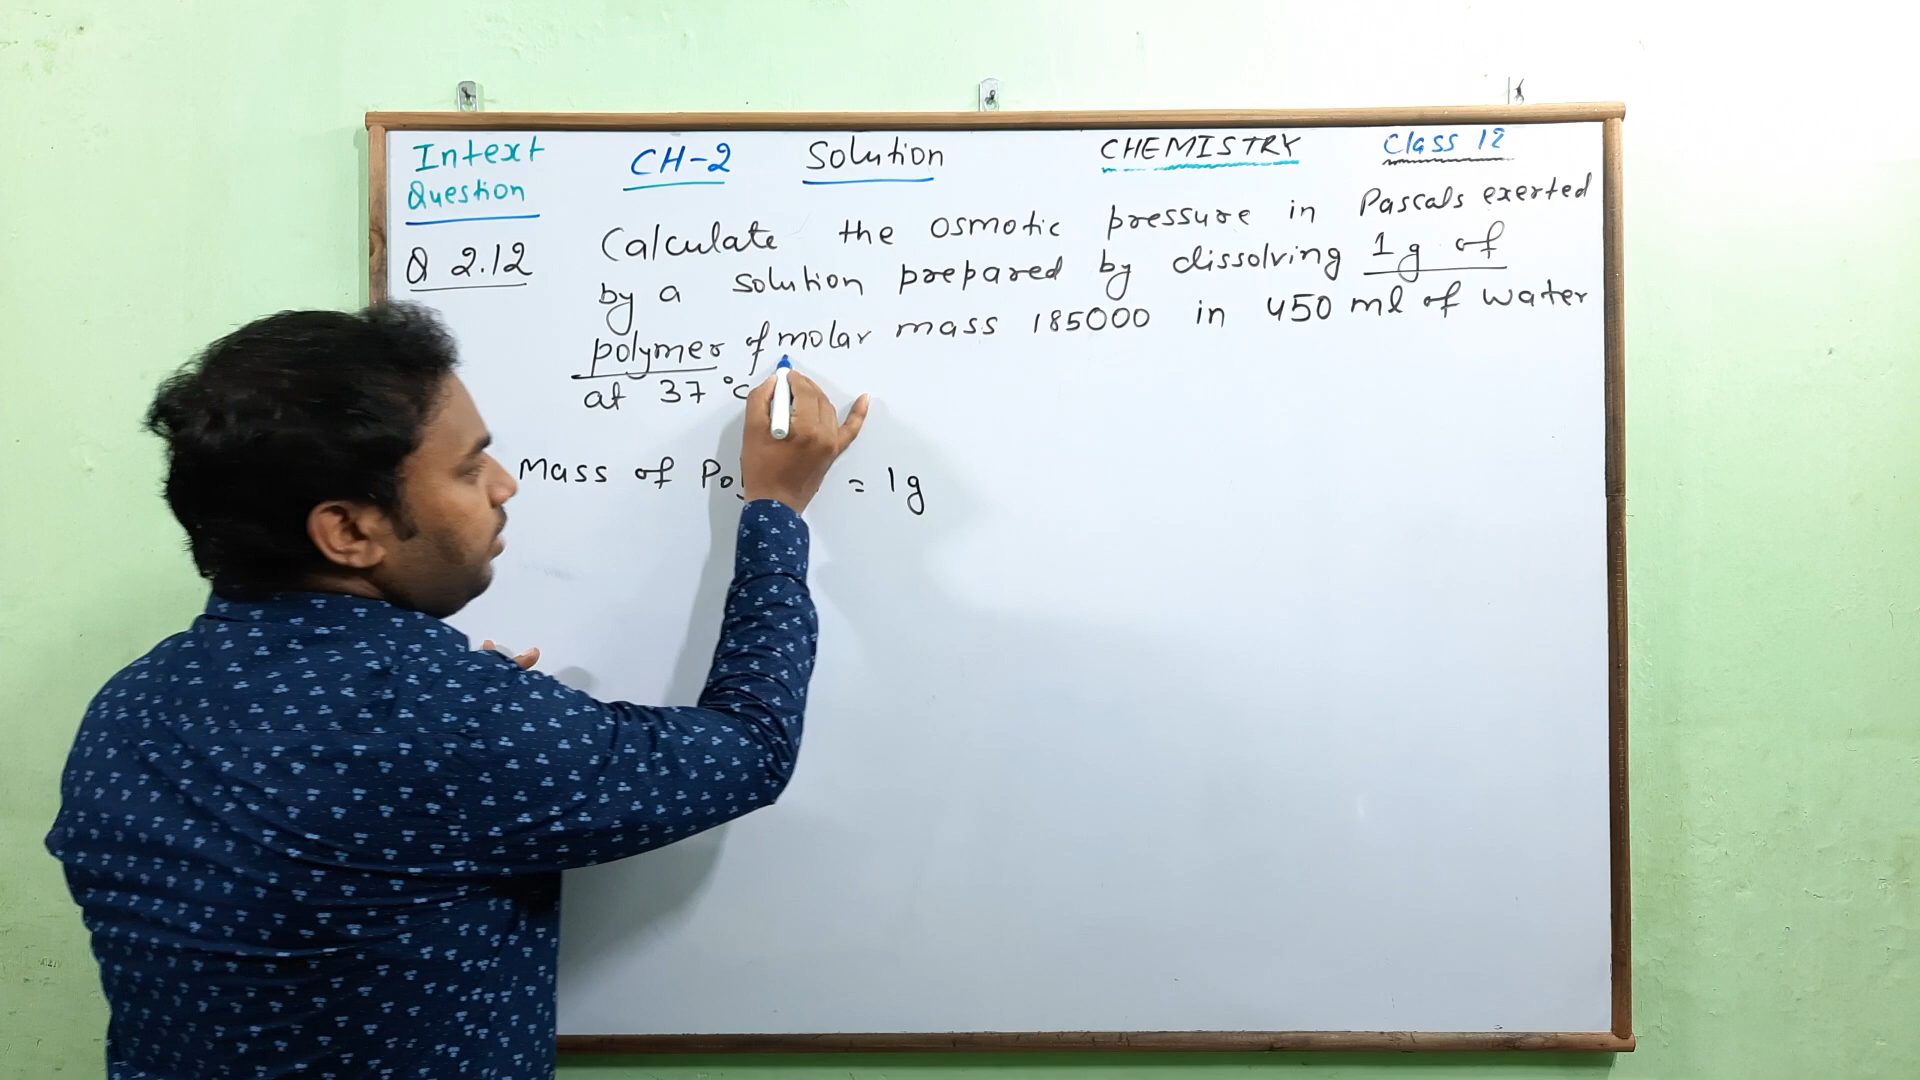 Intext Question
CH-2 Solution
CHEMISTRY
Class 12
Q 2.12
Calculate the osmotic pressure in Pascals exerted
by a solution prepared by dissolving 1g of
polymer of molar mass 185000 in 450 ml of water
at 37 °C
Mass of = 1g